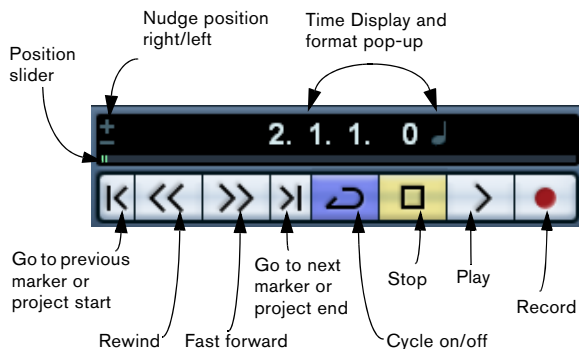 Nudge position
right/left
Time Display and
format pop-up
Position
slider
2. 1. 1. 0
Go to previous
marker or
project start
Go to next
marker or
project end
Stop
Play
Record
Rewind
Fast forward
Cycle on/off